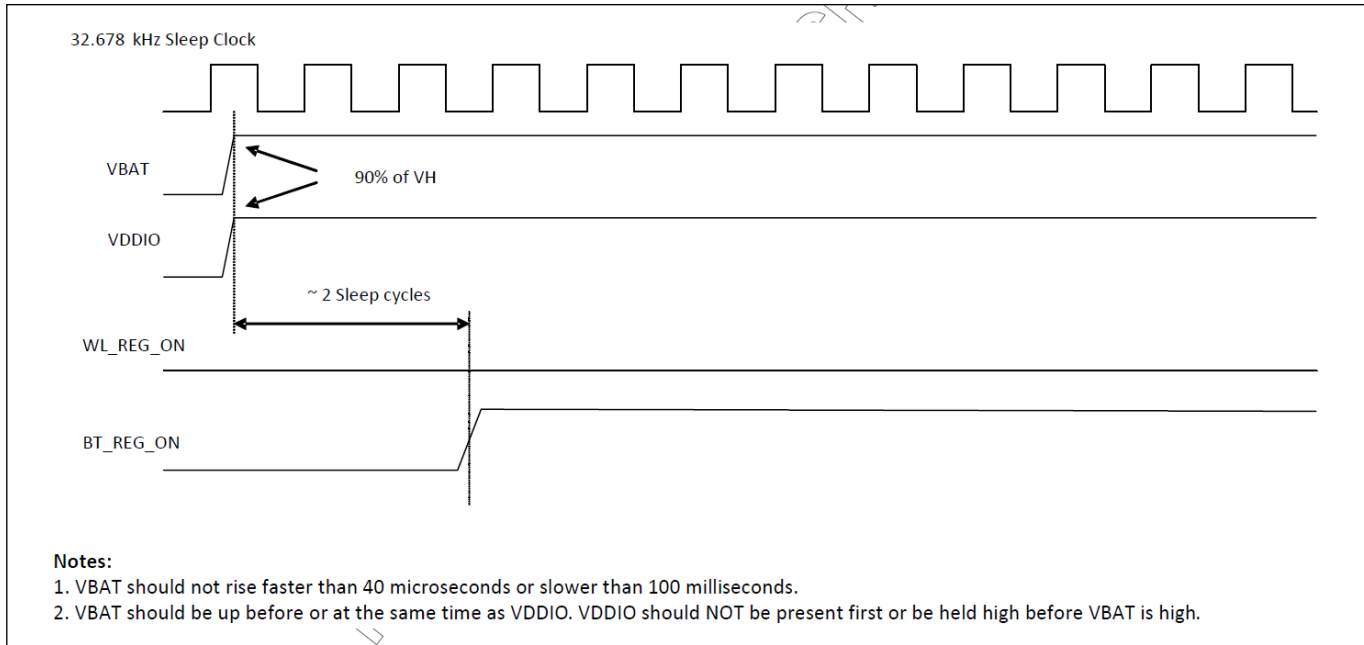 32.678 kHz Sleep Clock
VBAT
90% of VH
VDDIO
~ 2 Sleep cycles
WL_REG_ON
BT_REG_ON
Notes:
1. VBAT should not rise faster than 40 microseconds or slower than 100 milliseconds.
2. VBAT should be up before or at the same time as VDDIO. VDDIO should NOT be present first or be held high before VBAT is high.